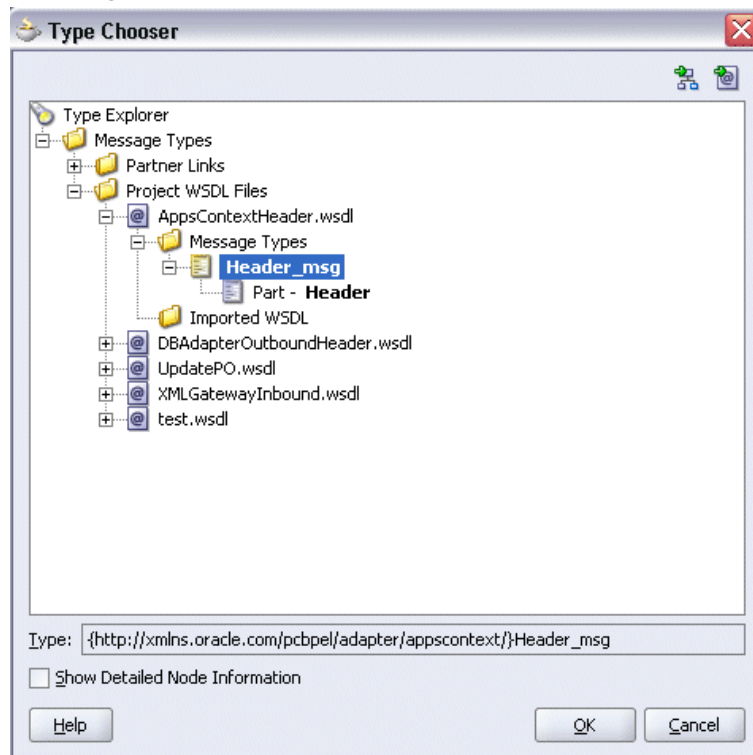 Type Chooser
Type Explorer
Message Types
Partner Links
Project WSDL Files
AppsContextHeader.wsdl
Message Types
Header_msg
Part - Header
Imported WSDL
DBAdapterOutboundHeader.wsdl
UpdatePO.wsdl
XMLGatewayInbound.wsdl
test.wsdl
Type: {http://xmlns.oracle.com/pcbpel/adapter/appscontext/}Header_msg
Show Detailed Node Information
Help OK Cancel